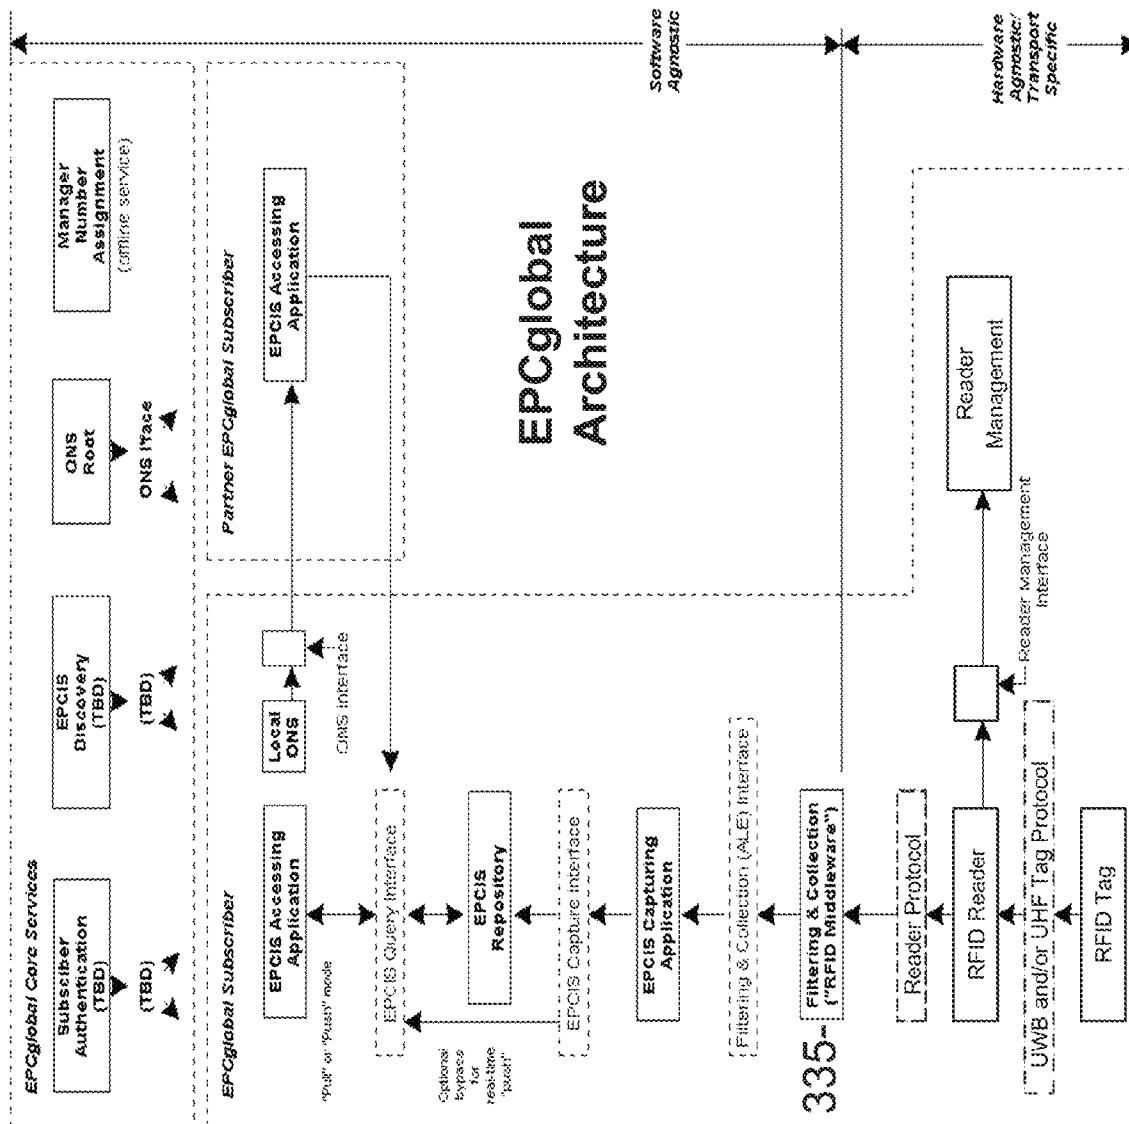 EPCglobal Core Services
Subsciber
Authentication
(TBD)
(TBD)
EPCIS
Discovery
(TBD)
(TBD)
ONS
Root
ONS I'face
Manager
Number
Assignment
(offline service)
EPCglobal Subscriber
EPCIS Accessing
Application
"Pull" or "Push" mode
Local
ONS
ONS Interface
Partner EPCglobal Subscriber
EPCIS Accessing
Application
EPCIS Query Interface
Optional
bypass
for
real-time
"push"
EPCIS
Repository
EPCIS Capture Interface
EPCglobal
Architecture
EPCIS Capturing
Application
Filtering & Collection (ALE) Interface
335-
Filtering & Collection
("RFID Middleware")
Software
Agnostic
Reader Protocol
RFID Reader
Reader
Management
Reader Management
Interface
UWB and/or UHF Tag Protocol
RFID Tag
Hardware
Agnostic/
Transport
Specific